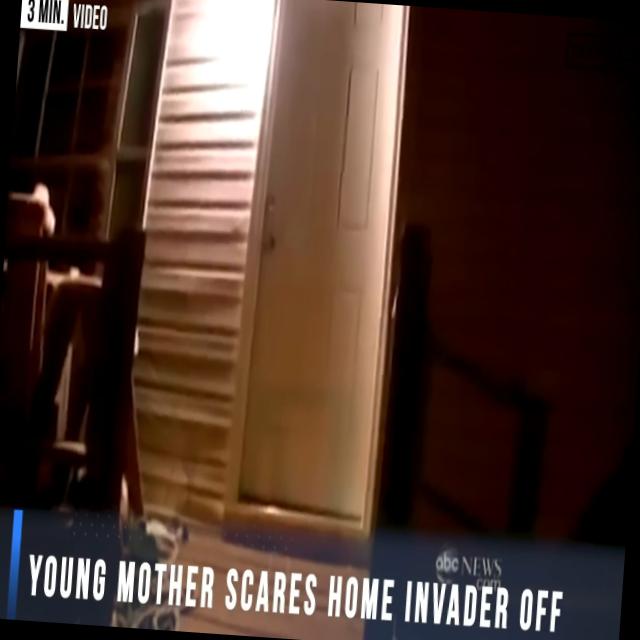 3 MIN. VIDEO
abc NEWS
.com
YOUNG MOTHER SCARES HOME INVADER OFF